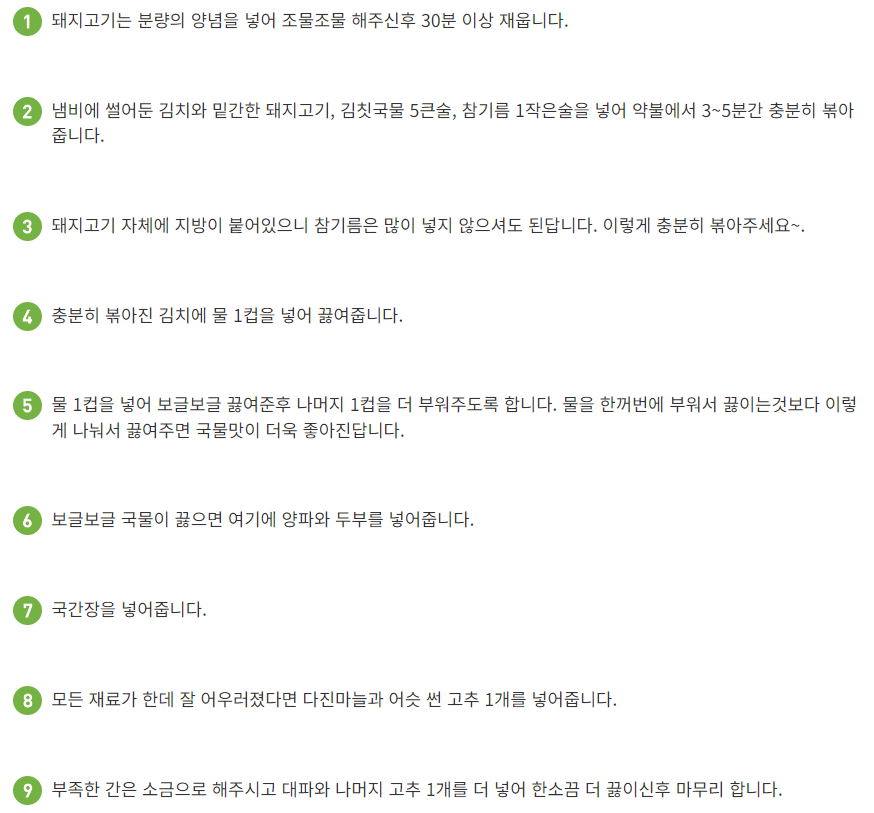 1 돼지고기는 분량의 양념을 넣어 조물조물 해주신후 30분 이상 재웁니다.
2 냄비에 썰어둔 김치와 밑간한 돼지고기, 김칫국물 5큰술, 참기름 1작은술을 넣어 약불에서 3~5분간 충분히 볶아
줍니다.
3 돼지고기 자체에 지방이 붙어있으니 참기름은 많이 넣지 않으셔도 된답니다. 이렇게 충분히 볶아주세요~.
4 충분히 볶아진 김치에 물 1컵을 넣어 끓여줍니다.
5 물 1컵을 넣어 보글보글 끓여준후 나머지 1컵을 더 부워주도록 합니다. 물을 한꺼번에 부워서 끓이는것보다 이렇
게 나눠서 끓여주면 국물맛이 더욱 좋아진답니다.
6 보글보글 국물이 끓으면 여기에 양파와 두부를 넣어줍니다.
7 국간장을 넣어줍니다.
8 모든 재료가 한데 잘 어우러졌다면 다진마늘과 어슷 썬 고추 1개를 넣어줍니다.
9 부족한 간은 소금으로 해주시고 대파와 나머지 고추 1개를 더 넣어 한소끔 더 끓이신후 마무리 합니다.